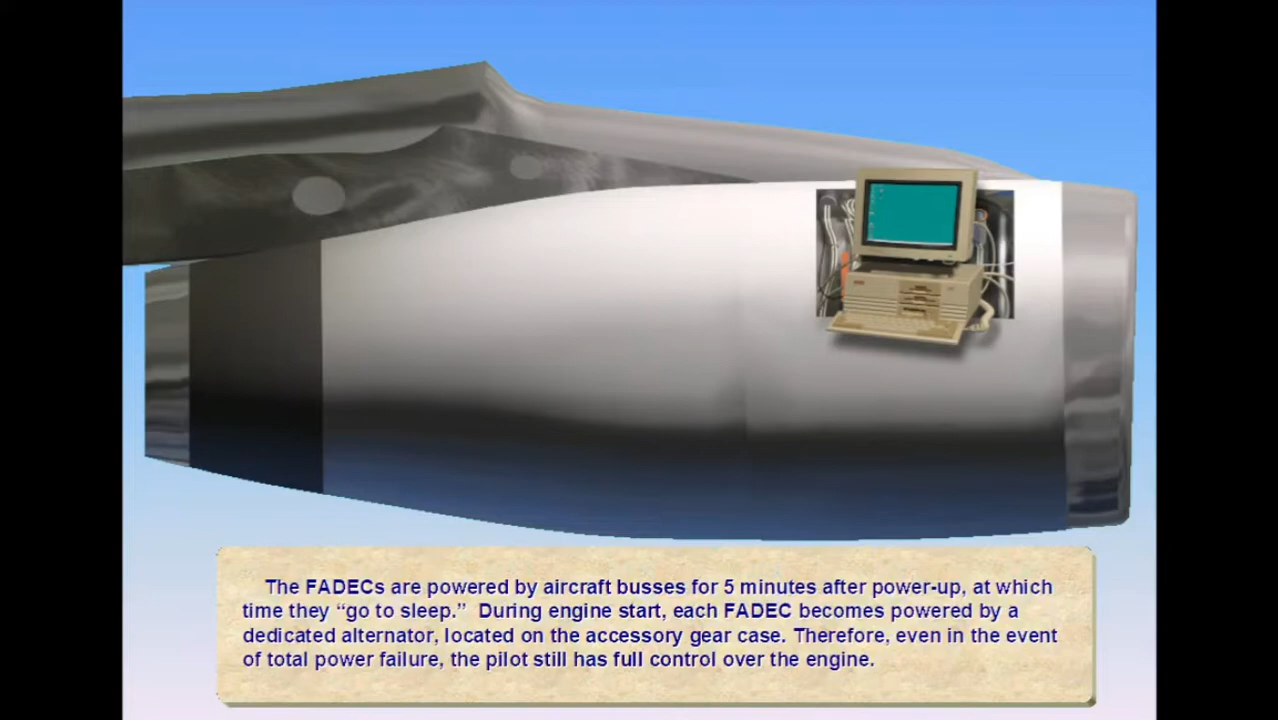 The FADECs are powered by aircraft busses for 5 minutes after power-up, at which
time they “go to sleep.” During engine start, each FADEC becomes powered by a
dedicated alternator, located on the accessory gear case. Therefore, even in the event
of total power failure, the pilot still has full control over the engine.